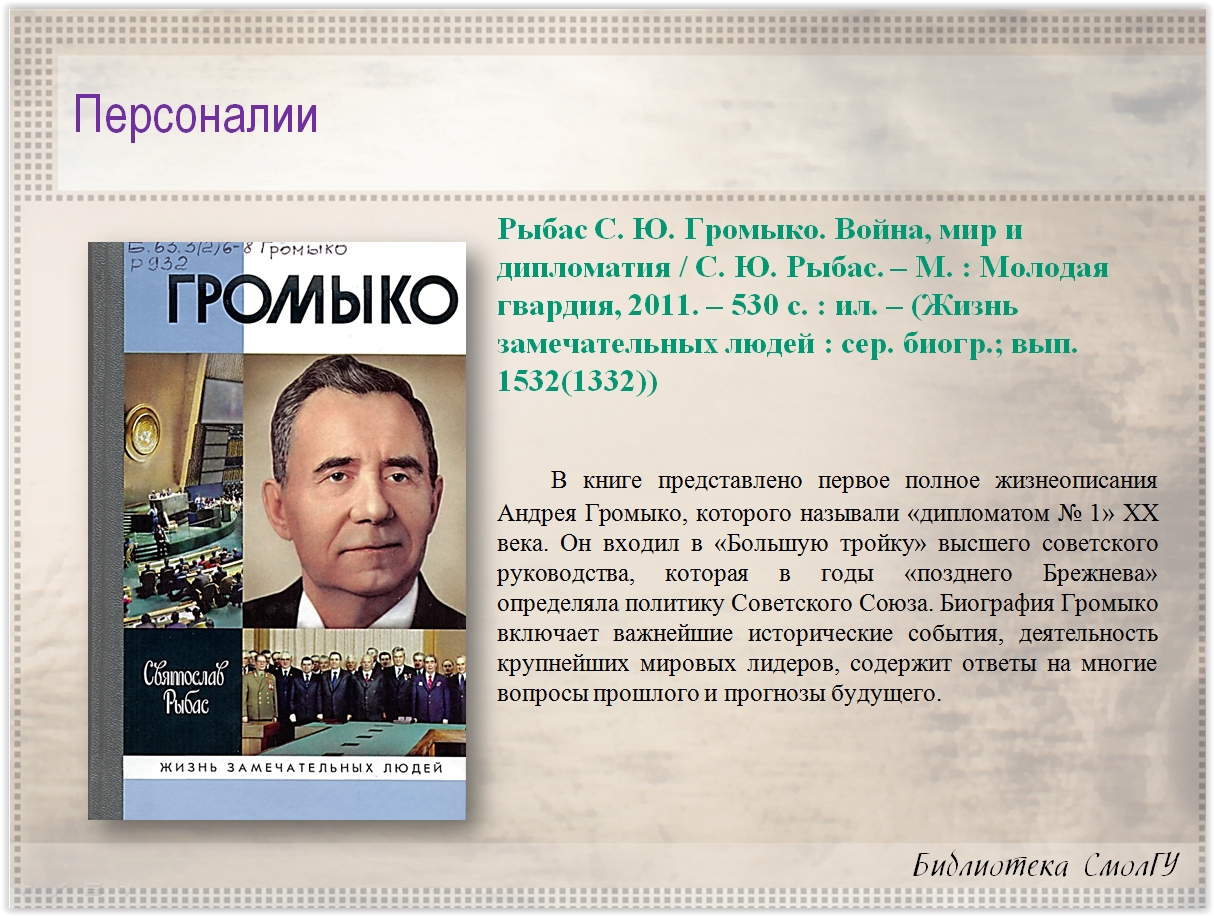 Персоналии
Б. 63.3(2)6-8 Громыко
Р 932
ГРОМЫКО
Святослав
Рыбас
ЖИЗНЬ ЗАМЕЧАТЕЛЬНЫХ ЛЮДЕЙ
Рыбас С. Ю. Громыко. Война, мир и
дипломатия / С. Ю. Рыбас. – М. : Молодая
гвардия, 2011. – 530 с. : ил. – (Жизнь
замечательных людей : сер. биогр.; вып.
1532(1332))
В книге представлено первое полное жизнеописания
Андрея Громыко, которого называли «дипломатом № 1» XX
века. Он входил в «Большую тройку» высшего советского
руководства, которая в годы «позднего Брежнева»
определяла политику Советского Союза. Биография Громыко
включает важнейшие исторические события, деятельность
крупнейших мировых лидеров, содержит ответы на многие
вопросы прошлого и прогнозы будущего.
Библиотека СмолГУ